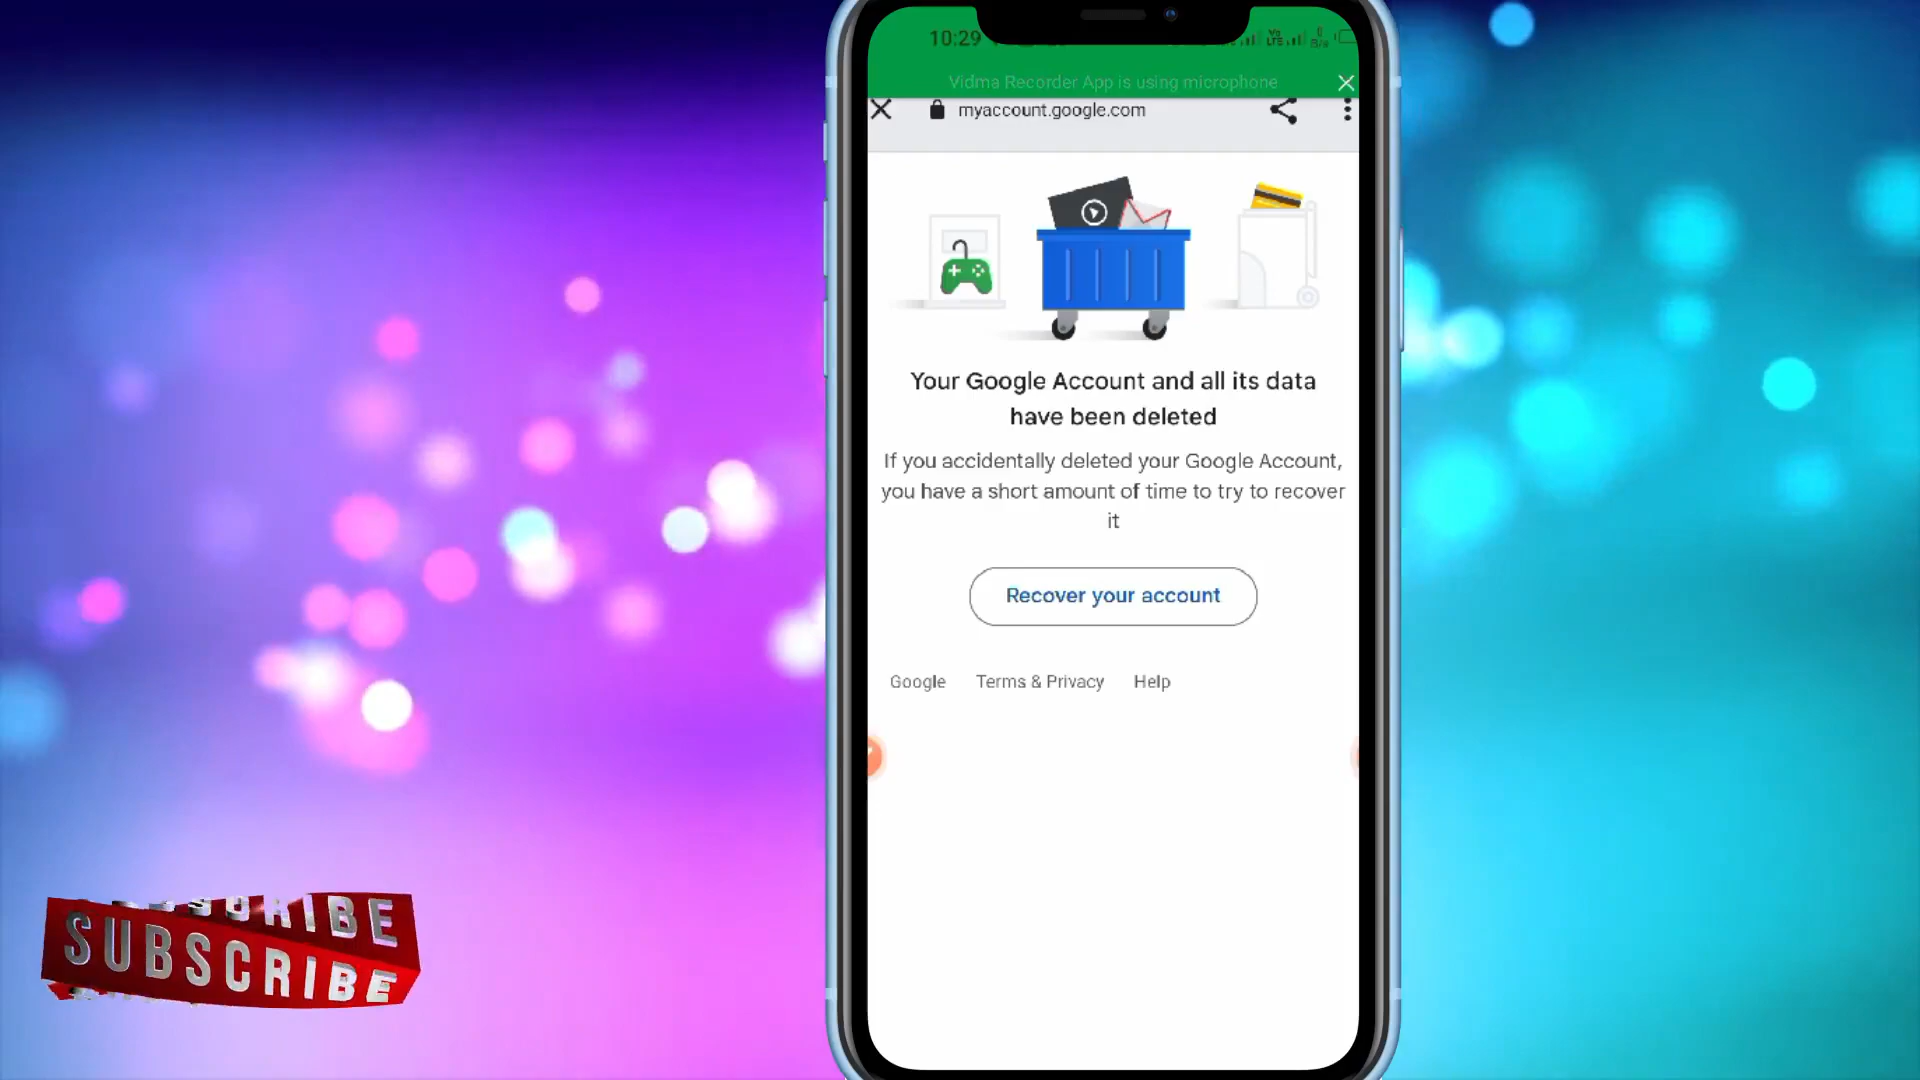 10:29
Vidma Recorder App is using microphone
myaccount.google.com
Your Google Account and all its data
have been deleted
If you accidentally deleted your Google Account,
you have a short amount of time to try to recover
it
Recover your account
Google Terms & Privacy Help
SUBSCRIBE